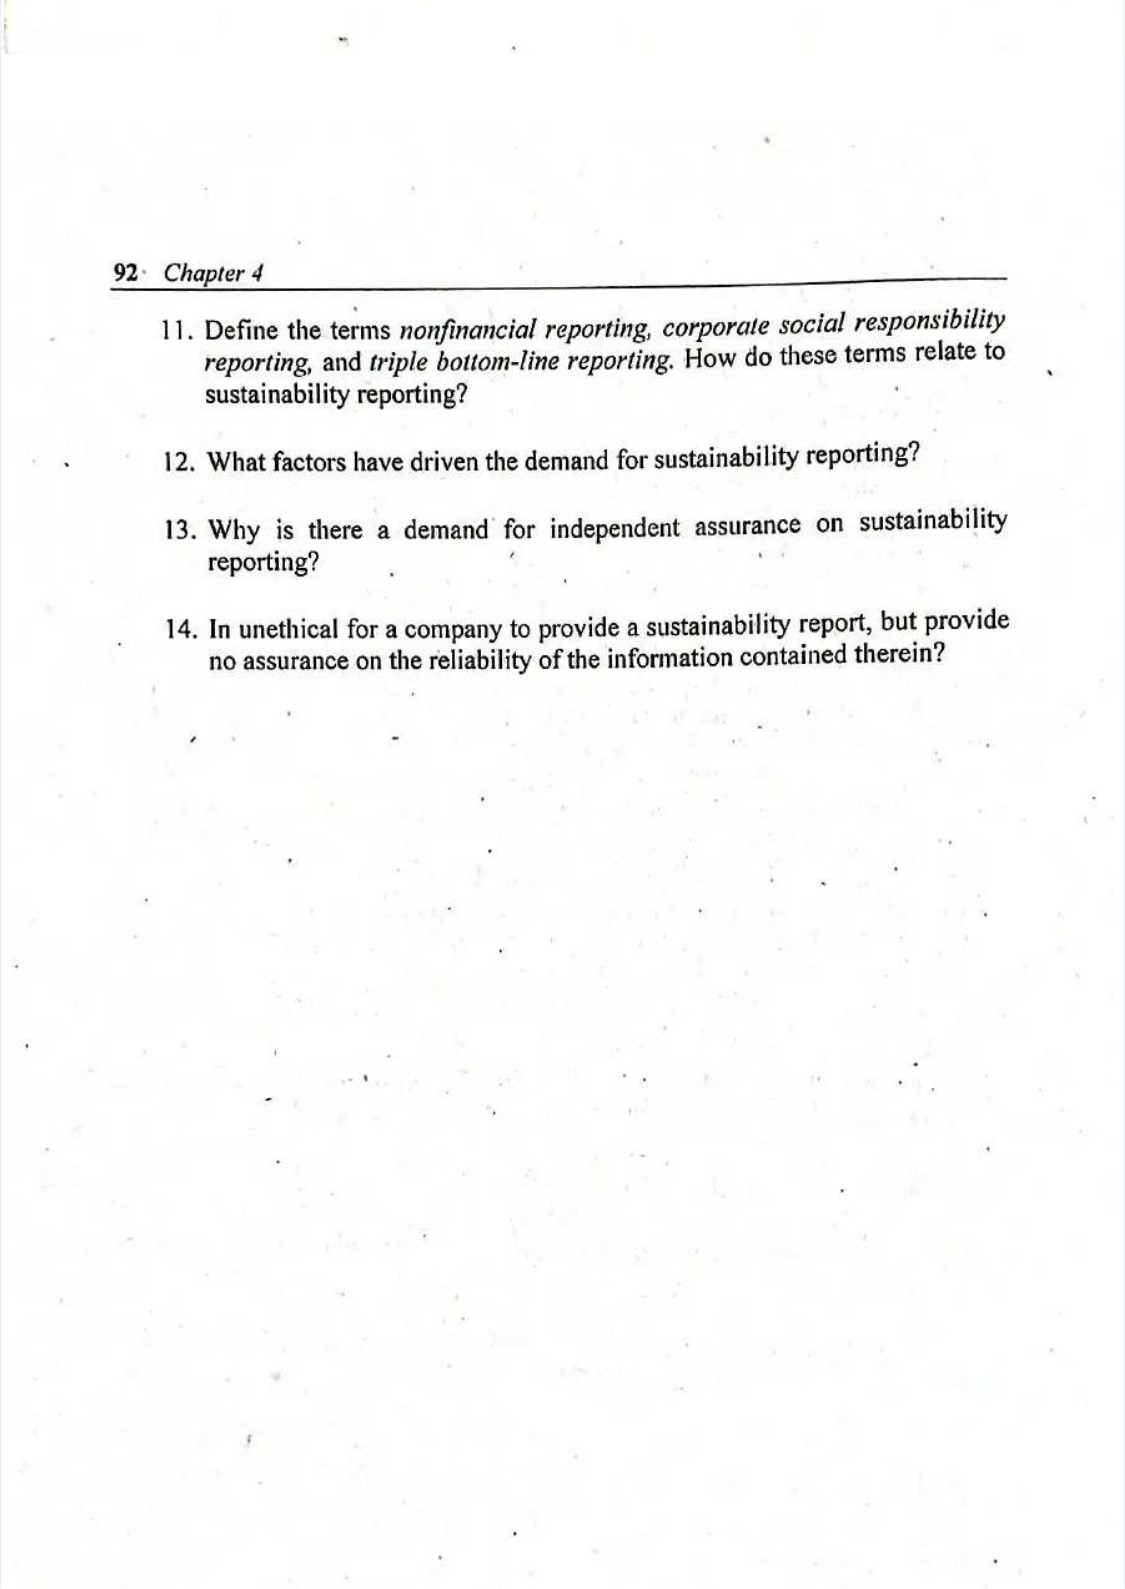 92 Chapter 4
11. Define the terms nonfinancial reporting, corporate social responsibility
reporting, and triple bottom-line reporting. How do these terms relate to
sustainability reporting?
12. What factors have driven the demand for sustainability reporting?
13. Why is there a demand for independent assurance on sustainability
reporting?
14. In unethical for a company to provide a sustainability report, but provide
no assurance on the reliability of the information contained therein?